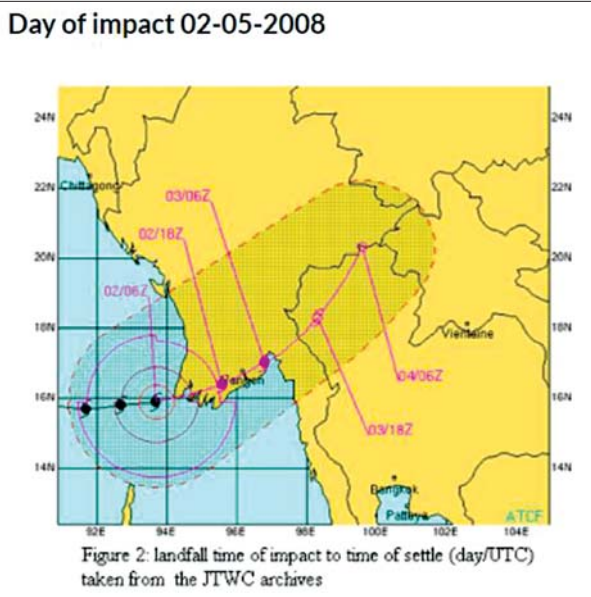 Day of impact 02-05-2008
24N 24N
22N Chittagong 22N
03/06Z
02/18Z
20N 20N
02/06Z
18N 18N
Vientiane
04/06Z
16N 16N
03/18Z
14N 14N
Bangkok
Pattaya ATCF
92E 94E 96E 98E 100E 102E 104E
Figure 2: landfall time of impact to time of settle (day/UTC)
taken from the JTWC archives